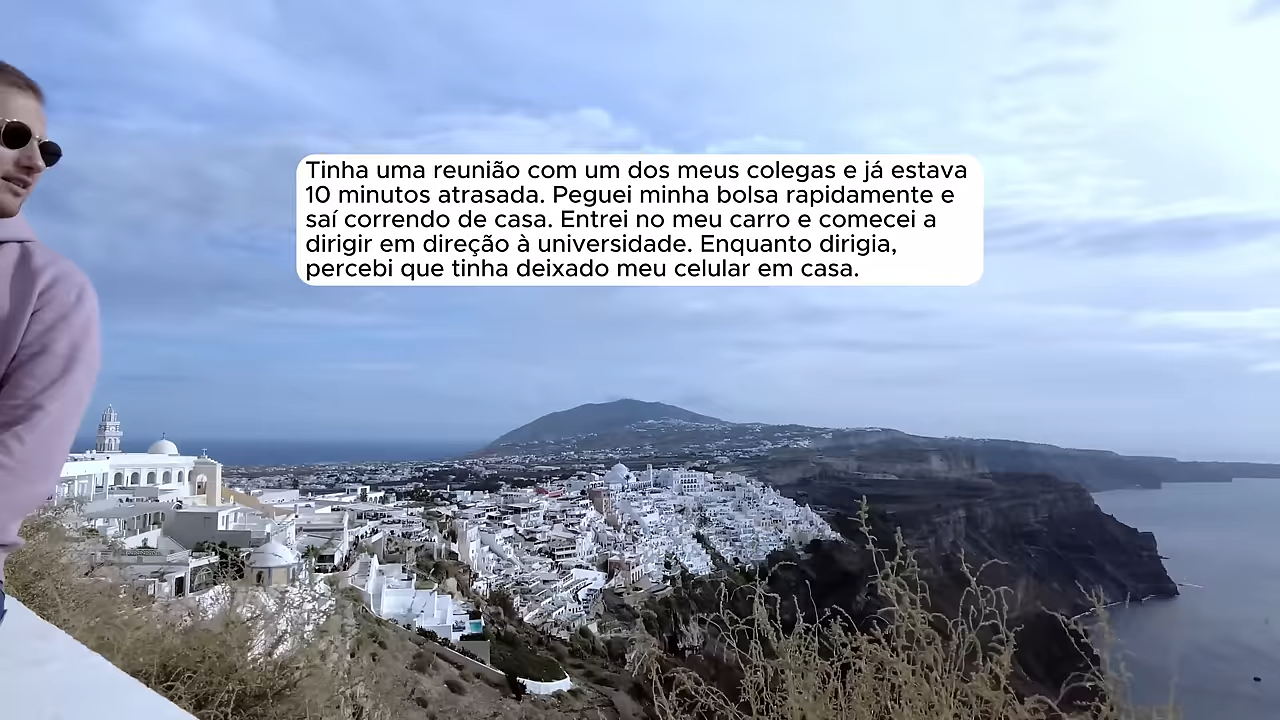 Tinha uma reunião com um dos meus colegas e já estava
10 minutos atrasada. Peguei minha bolsa rapidamente e
saí correndo de casa. Entrei no meu carro e comecei a
dirigir em direção à universidade. Enquanto dirigia,
percebi que tinha deixado meu celular em casa.